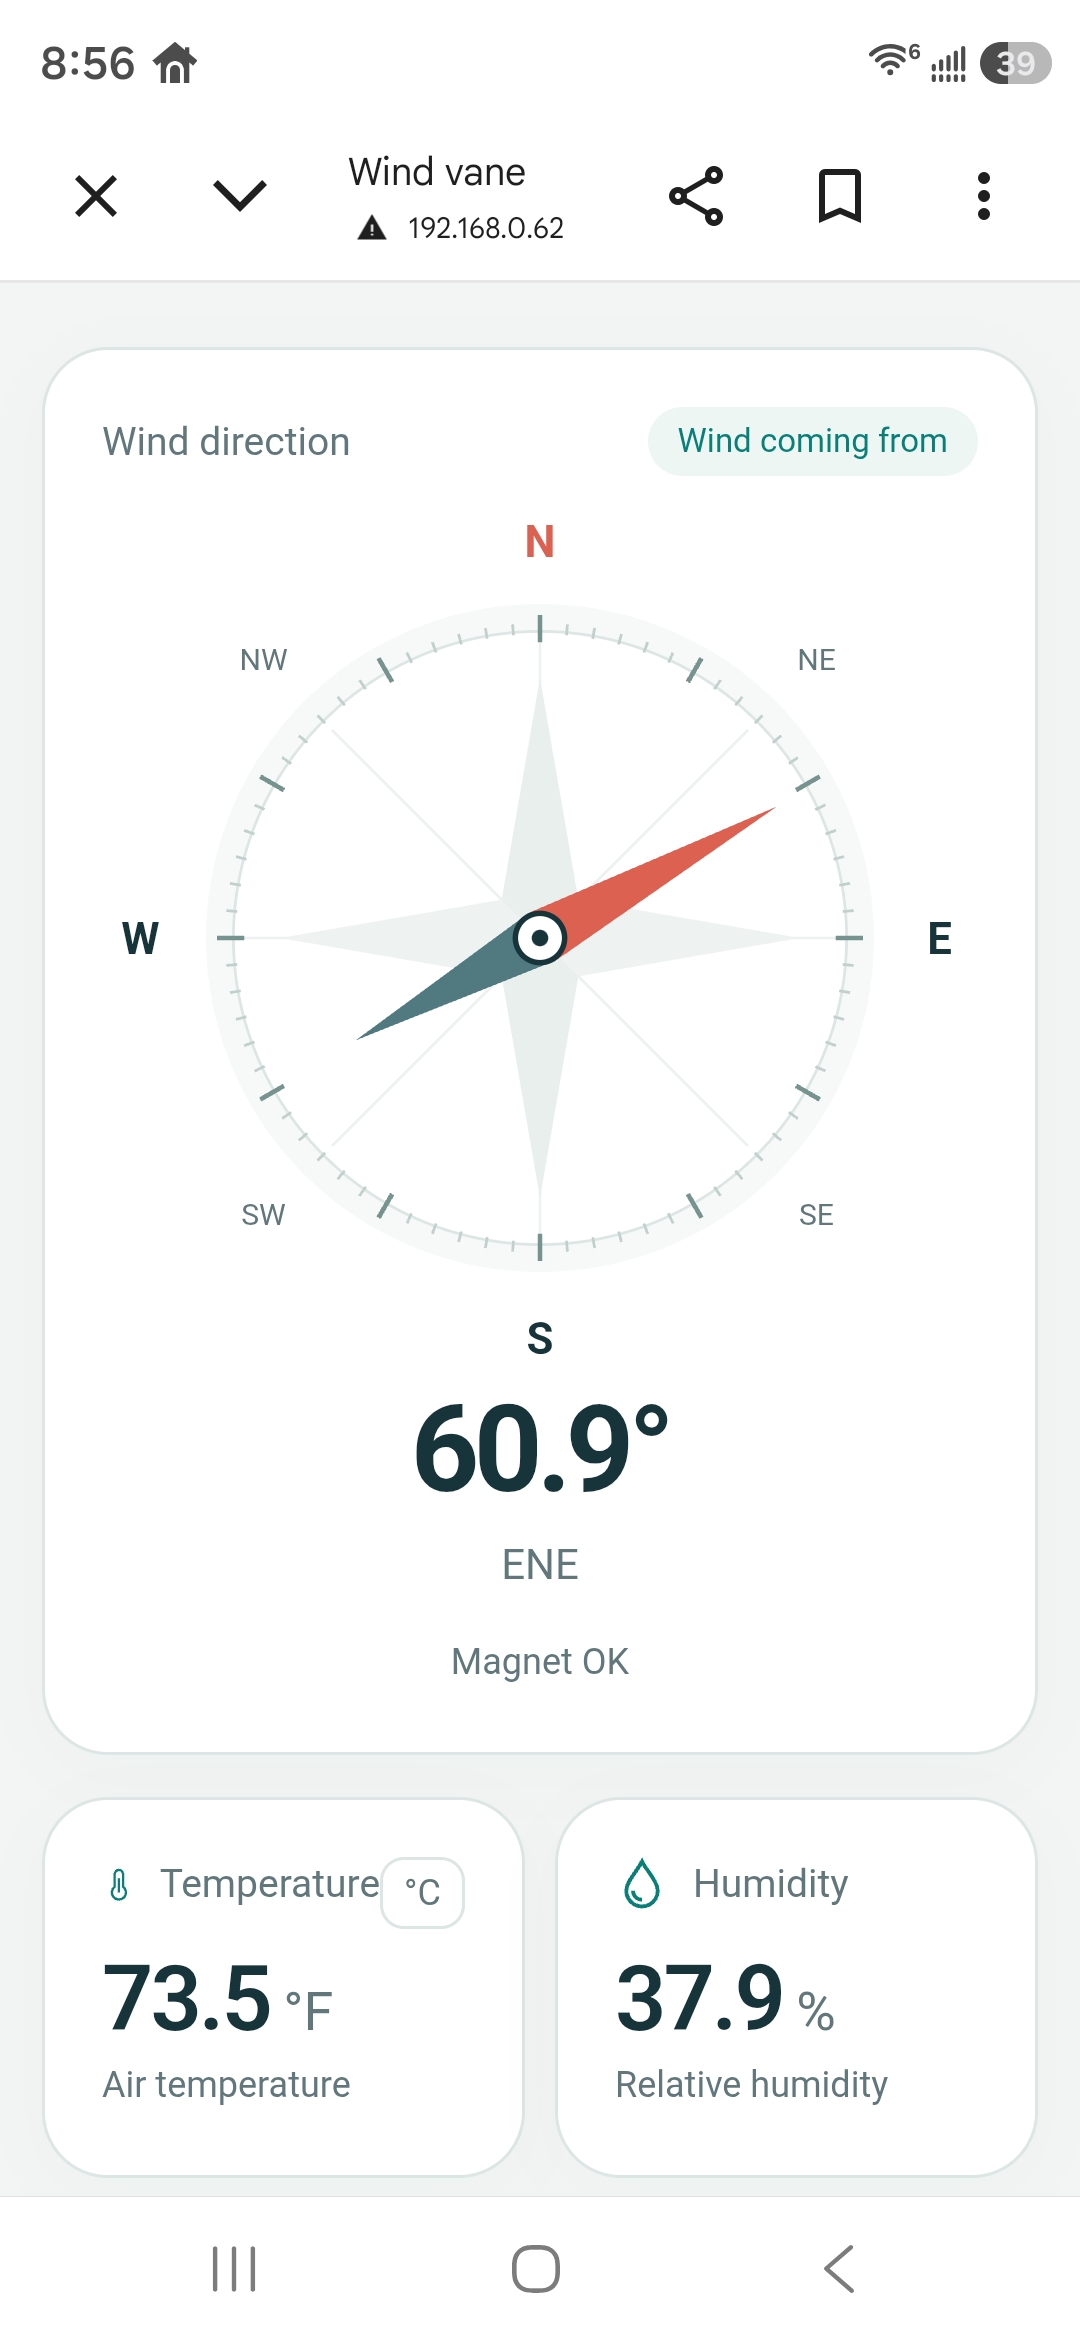 8:56
6
39
Wind vane
192.168.0.62
Wind direction
Wind coming from
N
NW
NE
W
E
SW
SE
S
60.9°
ENE
Magnet OK
Temperature
°C
73.5 °F
Air temperature
Humidity
37.9 %
Relative humidity